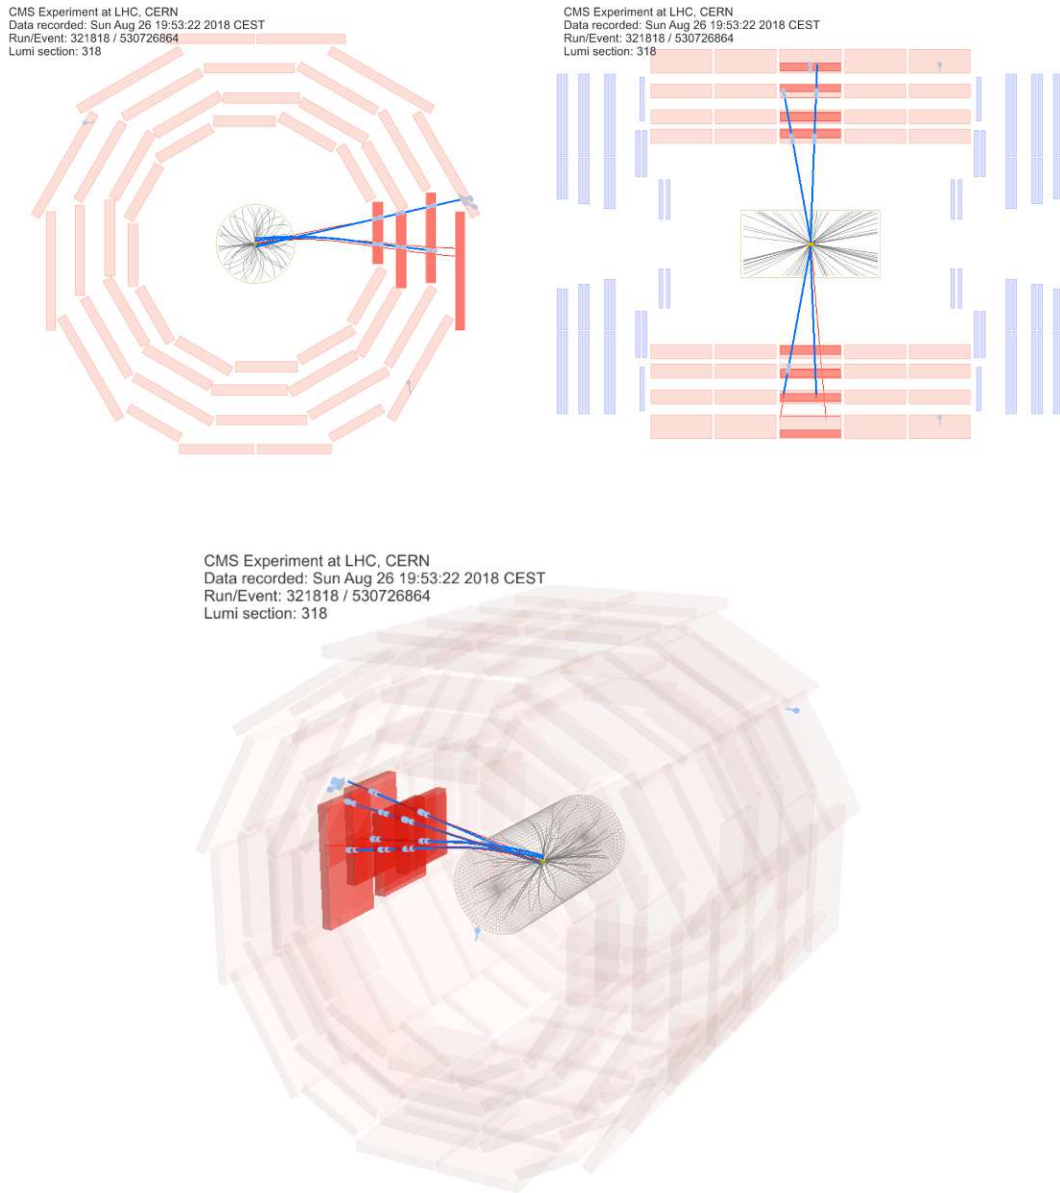 CMS Experiment at LHC, CERN
Data recorded: Sun Aug 26 19:53:22 2018 CEST
Run/Event: 321818 / 530726864
Lumi section: 318
CMS Experiment at LHC, CERN
Data recorded: Sun Aug 26 19:53:22 2018 CEST
Run/Event: 321818 / 530726864
Lumi section: 318
CMS Experiment at LHC, CERN
Data recorded: Sun Aug 26 19:53:22 2018 CEST
Run/Event: 321818 / 530726864
Lumi section: 318